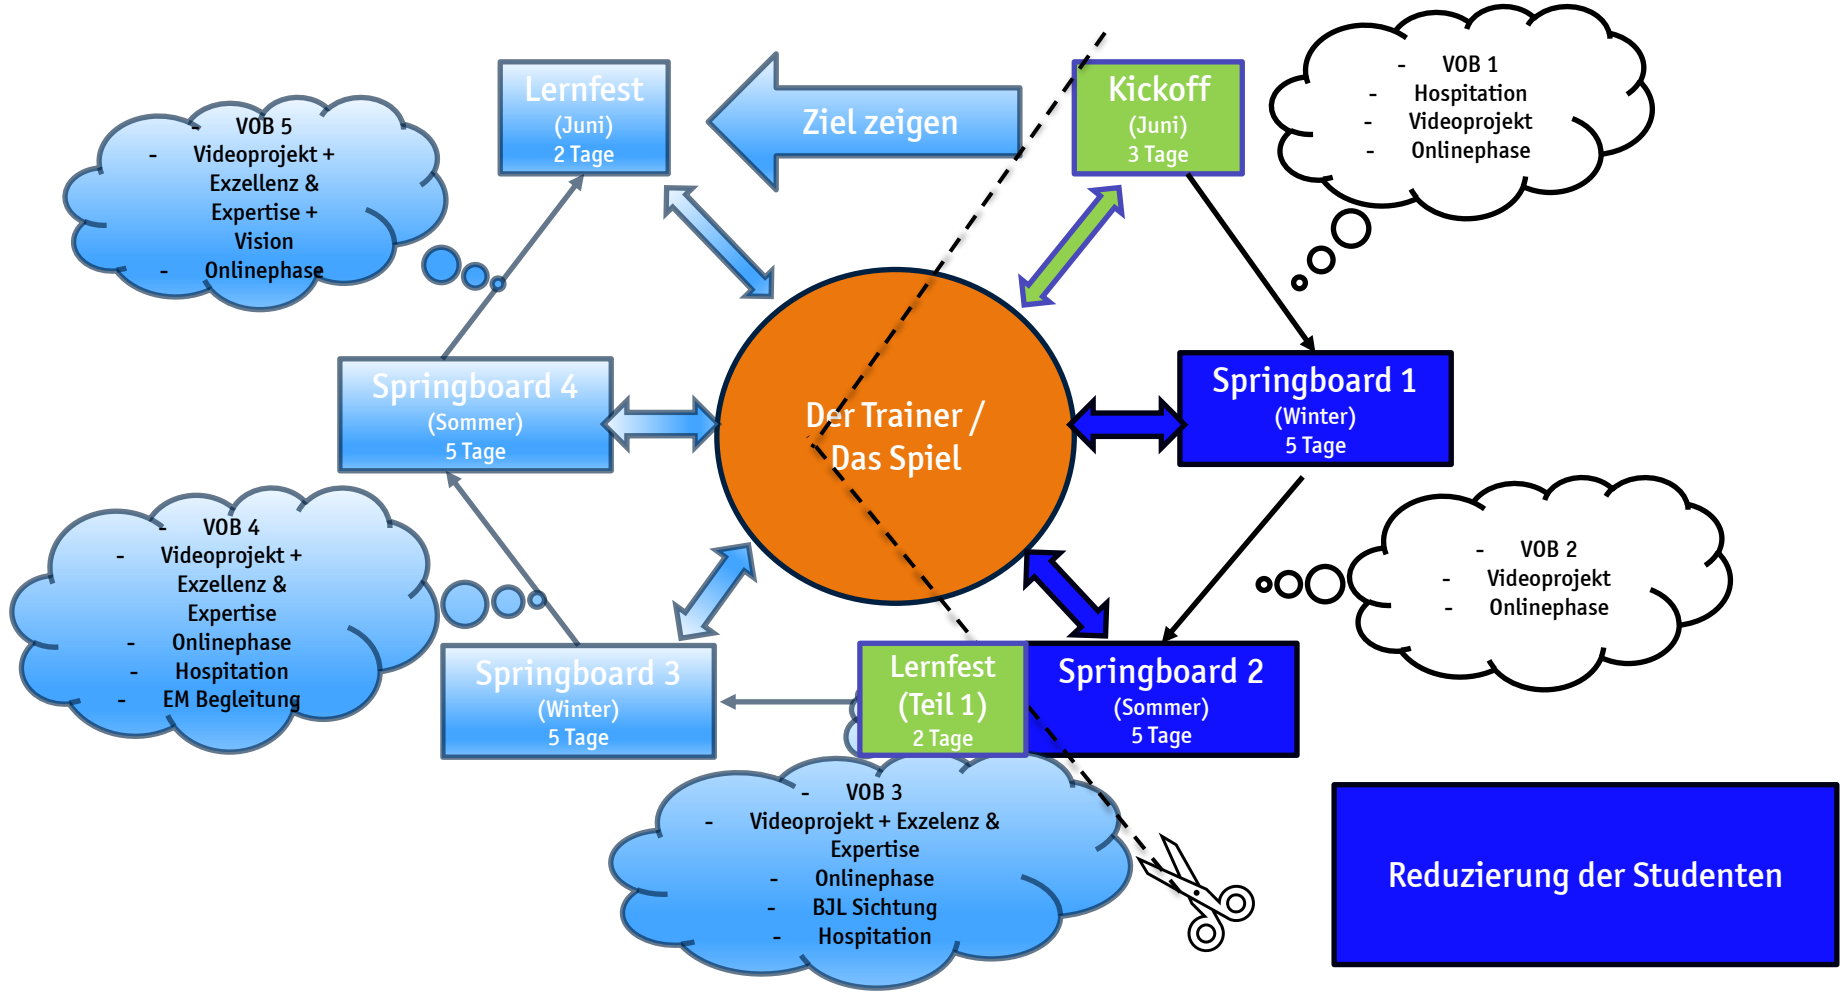 Lernfest
(Juni)
2 Tage
Ziel zeigen
Kickoff
(Juni)
3 Tage
- VOB 1
- Hospitation
- Videoprojekt
- Onlinephase
- VOB 5
- Videoprojekt +
Exzellenz &
Expertise +
Vision
- Onlinephase
Springboard 4
(Sommer)
5 Tage
Der Trainer /
Das Spiel
Springboard 1
(Winter)
5 Tage
- VOB 4
- Videoprojekt +
Exzellenz &
Expertise
- Onlinephase
- Hospitation
- EM Begleitung
- VOB 2
- Videoprojekt
- Onlinephase
Springboard 3
(Winter)
5 Tage
Lernfest
(Teil 1)
2 Tage
Springboard 2
(Sommer)
5 Tage
- VOB 3
- Videoprojekt + Exzelenz &
Expertise
- Onlinephase
- BJL Sichtung
- Hospitation
Reduzierung der Studenten